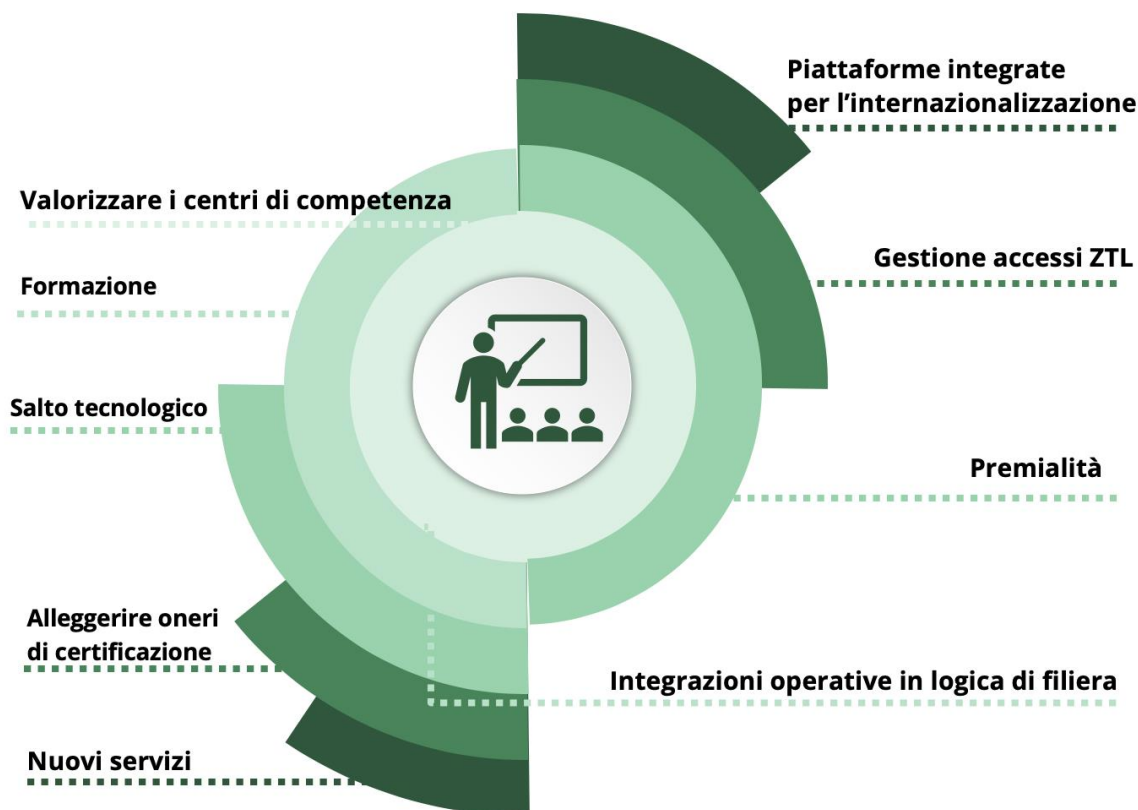 Piattaforme integrate
per l’internazionalizzazione
Valorizzare i centri di competenza
Gestione accessi ZTL
Formazione
Salto tecnologico
Premialità
Alleggerire oneri
di certificazione
Integrazioni operative in logica di filiera
Nuovi servizi